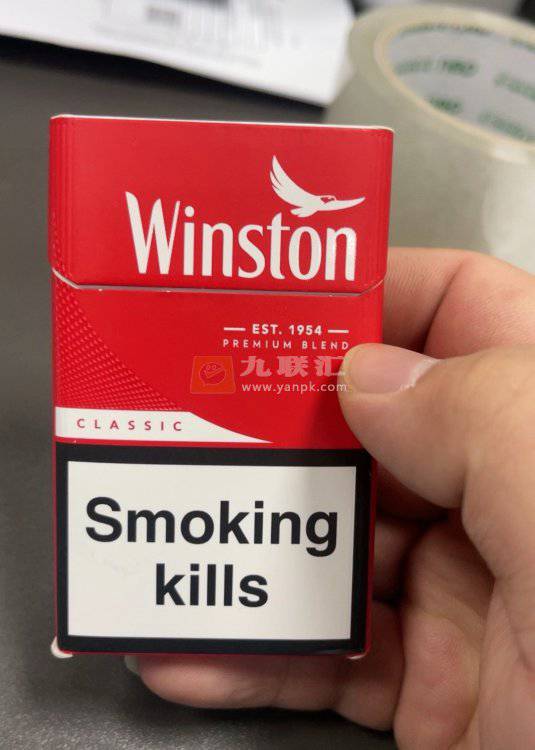 Winston
EST. 1954
PREMIUM BLEND
九联汇
www.yanpk.com
CLASSIC
Smoking
kills